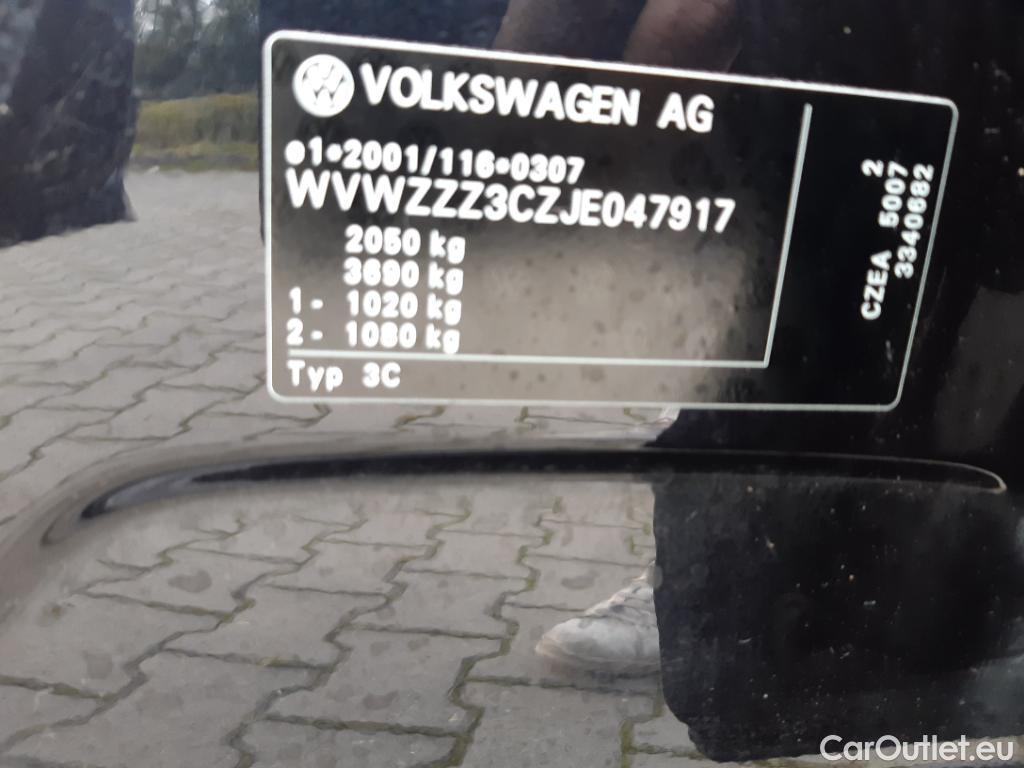 VOLKSWAGEN AG
e1*2001/116*0307
WVWZZZ3CZJE047917
2050 kg
3690 kg
1 - 1020 kg
2 - 1080 kg
Typ 3C
2
CZEA 5007
3340682
CarOutlet.eu